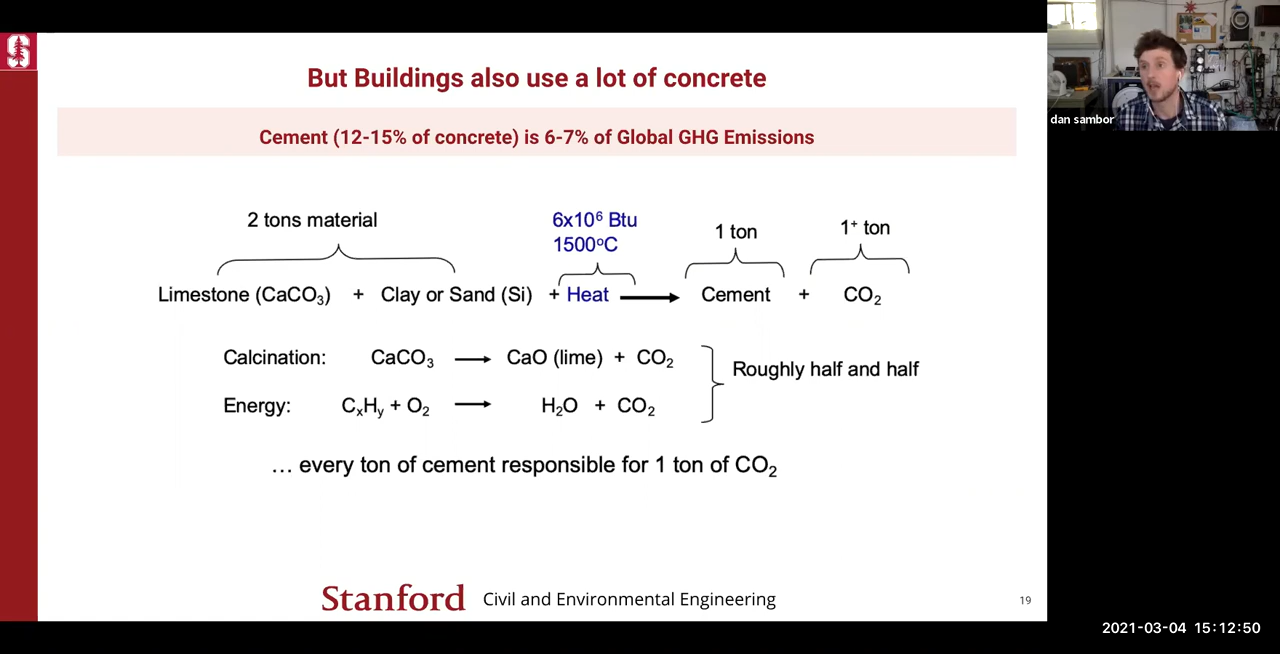 But Buildings also use a lot of concrete
dan sambor
Cement (12-15% of concrete) is 6-7% of Global GHG Emissions
2 tons material
6x10⁶ Btu
1500ºC
1 ton
1⁺ ton
Limestone (CaCO₃) + Clay or Sand (Si) + Heat → Cement + CO₂
Calcination: CaCO₃ → CaO (lime) + CO₂
Roughly half and half
Energy: CₓHᵧ + O₂ → H₂O + CO₂
… every ton of cement responsible for 1 ton of CO₂
Stanford Civil and Environmental Engineering
19
2021-03-04 15:12:50